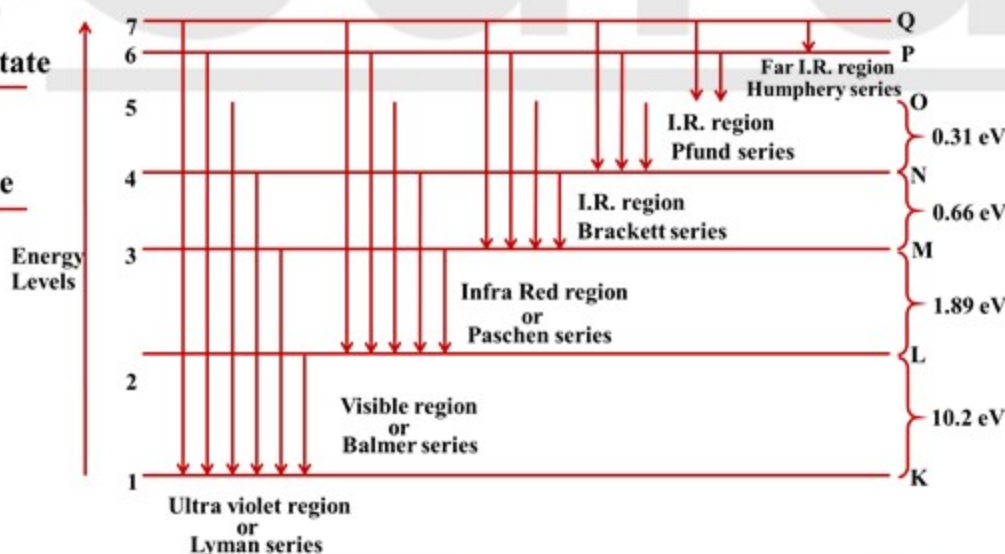 7
Q
6
P
tate
Far I.R. region
Humphery series
5
O
I.R. region
0.31 eV
Pfund series
4
N
e
I.R. region
0.66 eV
Brackett series
3
M
Energy
Levels
Infra Red region
or
1.89 eV
Paschen series
L
2
Visible region
or
10.2 eV
Balmer series
1
K
Ultra violet region
or
Lyman series